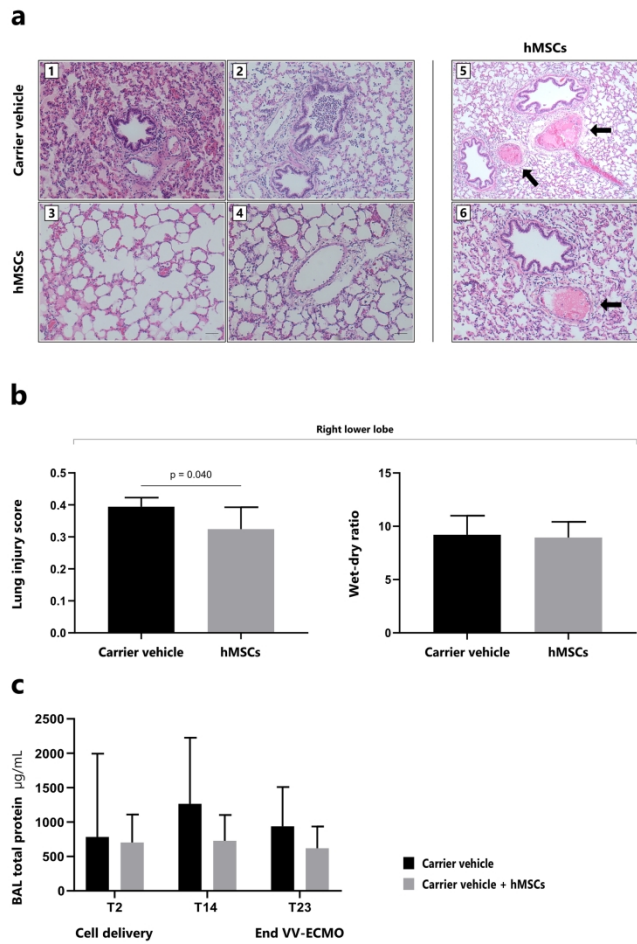 a
hMSCs
Carrier vehicle
1
2
5
hMSCs
3
4
6
b
Right lower lobe
Lung injury score
0.5
0.4
0.3
0.2
0.1
0.0
p = 0.040
Carrier vehicle
hMSCs
Wet-dry ratio
15
10
5
0
Carrier vehicle
hMSCs
c
BAL total protein µg/mL
2500
2000
1500
1000
500
0
T2
T14
T23
Cell delivery
End VV-ECMO
Carrier vehicle
Carrier vehicle + hMSCs